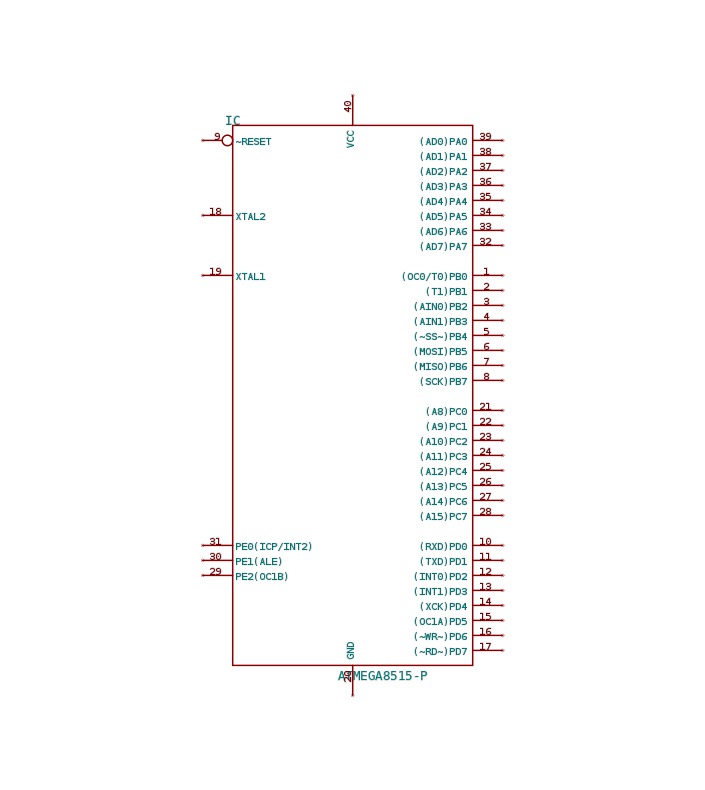 40
IC
VCC
9 ~RESET
(AD0)PA0 39
(AD1)PA1 38
(AD2)PA2 37
(AD3)PA3 36
(AD4)PA4 35
18 XTAL2
(AD5)PA5 34
(AD6)PA6 33
(AD7)PA7 32
19 XTAL1
(OC0/T0)PB0 1
(T1)PB1 2
(AIN0)PB2 3
(AIN1)PB3 4
(~SS~)PB4 5
(MOSI)PB5 6
(MISO)PB6 7
(SCK)PB7 8
(A8)PC0 21
(A9)PC1 22
(A10)PC2 23
(A11)PC3 24
(A12)PC4 25
(A13)PC5 26
(A14)PC6 27
(A15)PC7 28
31 PE0(ICP/INT2)
(RXD)PD0 10
30 PE1(ALE)
(TXD)PD1 11
29 PE2(OC1B)
(INT0)PD2 12
(INT1)PD3 13
(XCK)PD4 14
(OC1A)PD5 15
(~WR~)PD6 16
(~RD~)PD7 17
GND
20
ATMEGA8515-P